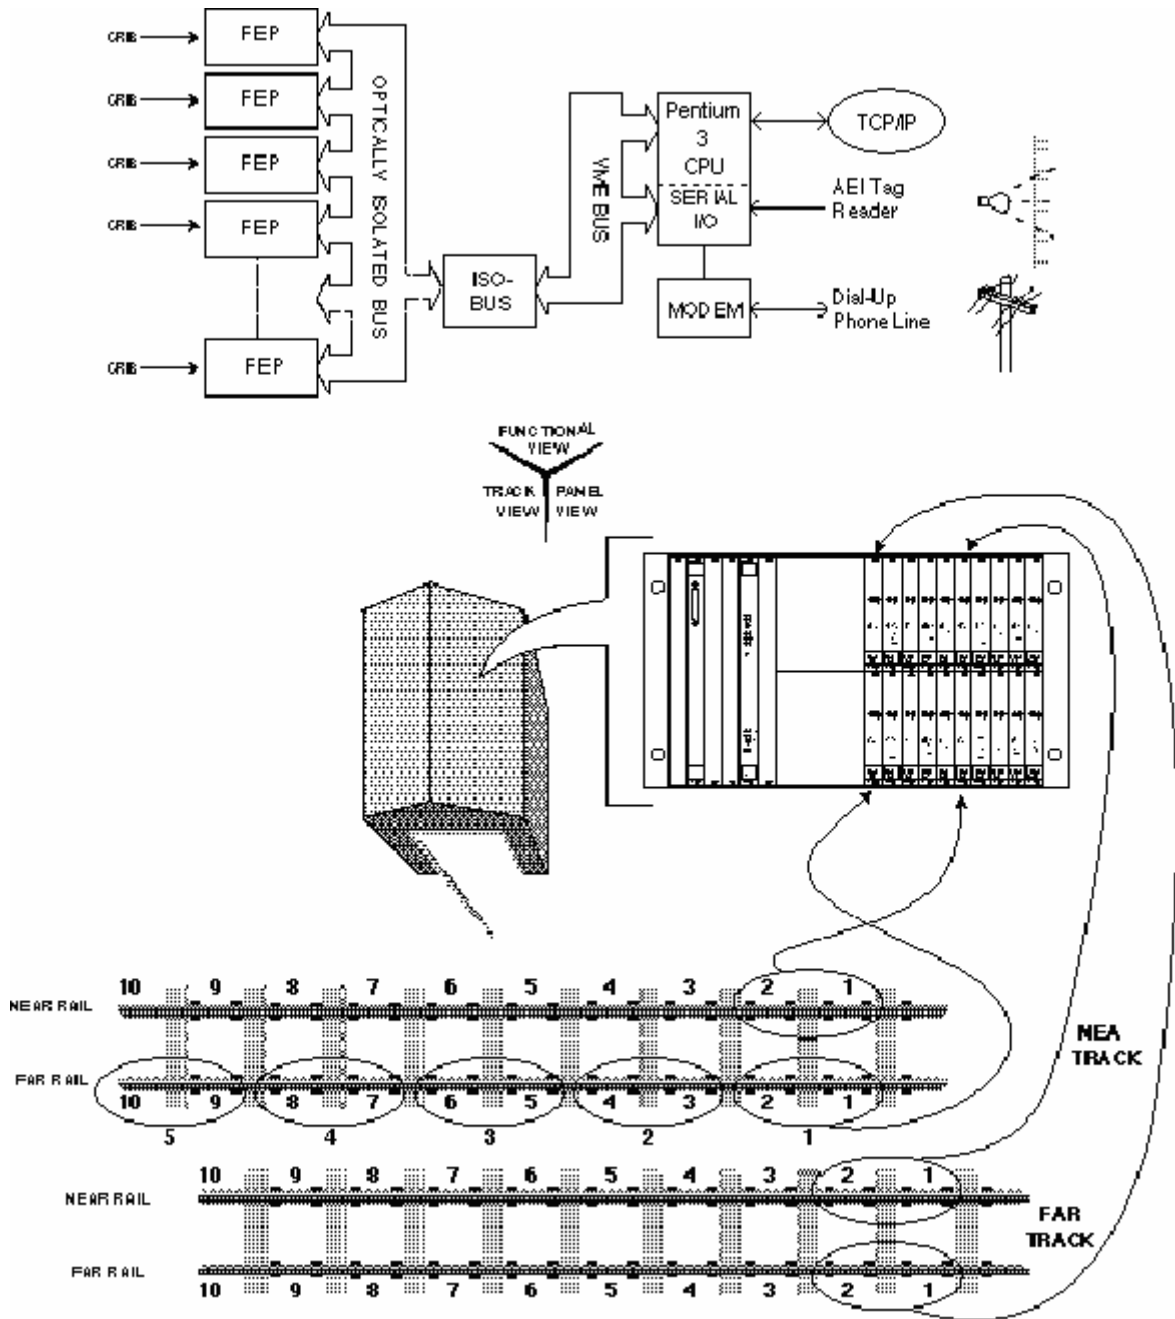 CRIB
FEP
CRIB
FEP
CRIB
FEP
CRIB
FEP
CRIB
FEP
OPTICALLY ISOLATED BUS
ISO-
BUS
VME BUS
Pentium
3
CPU
SERIAL
I/O
MODEM
TCP/IP
AEI Tag
Reader
Dial-Up
Phone Line
FUNCTIONAL
VIEW
TRACK
VIEW
PANEL
VIEW
10 9 8 7 6 5 4 3 2 1
NEAR RAIL
FAR RAIL
10 9 8 7 6 5 4 3 2 1
5 4 3 2 1
NEA
TRACK
10 9 8 7 6 5 4 3 2 1
NEAR RAIL
FAR
TRACK
FAR RAIL
10 9 8 7 6 5 4 3 2 1